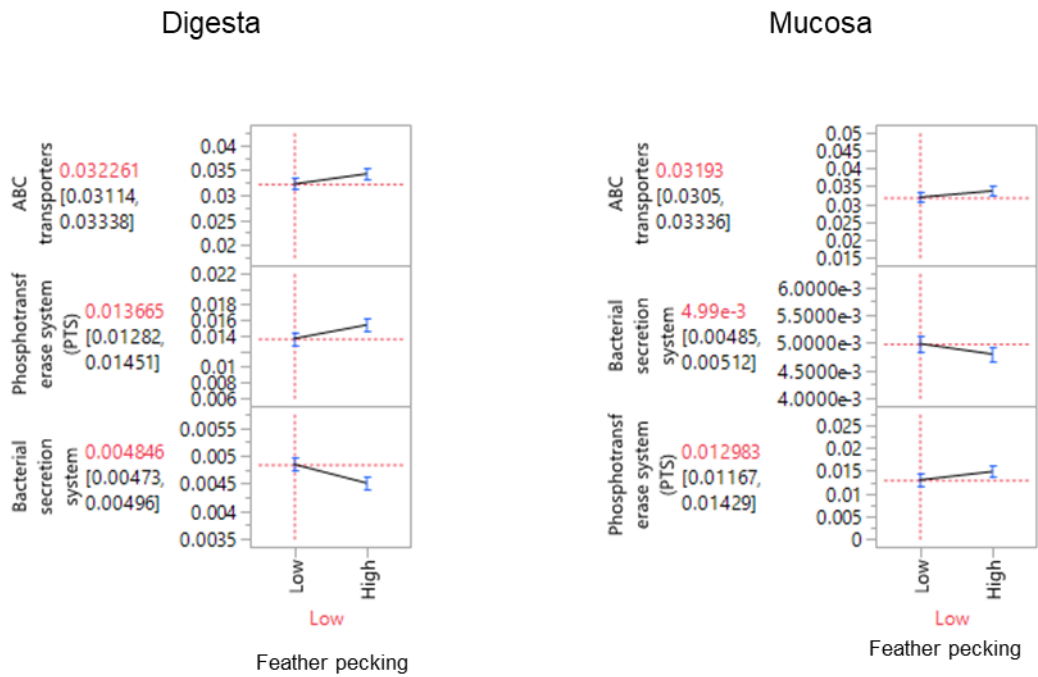 Digesta
ABC
transporters
0.032261
[0.03114,
0.03338]
0.04
0.035
0.03
0.025
0.02
Phosphotransf
erase system
(PTS)
0.013665
[0.01282,
0.01451]
0.022
0.018
0.016
0.014
0.01
0.008
0.006
Bacterial
secretion
system
0.004846
[0.00473,
0.00496]
0.0055
0.005
0.0045
0.004
0.0035
Low
High
Low
Feather pecking
Mucosa
ABC
transporters
0.03193
[0.0305,
0.03336]
0.05
0.045
0.04
0.035
0.03
0.025
0.02
0.015
Bacterial
secretion
system
4.99e-3
[0.00485,
0.00512]
6.0000e-3
5.5000e-3
5.0000e-3
4.5000e-3
4.0000e-3
Phosphotransf
erase system
(PTS)
0.012983
[0.01167,
0.01429]
0.025
0.02
0.015
0.01
0.005
0
Low
High
Low
Feather pecking